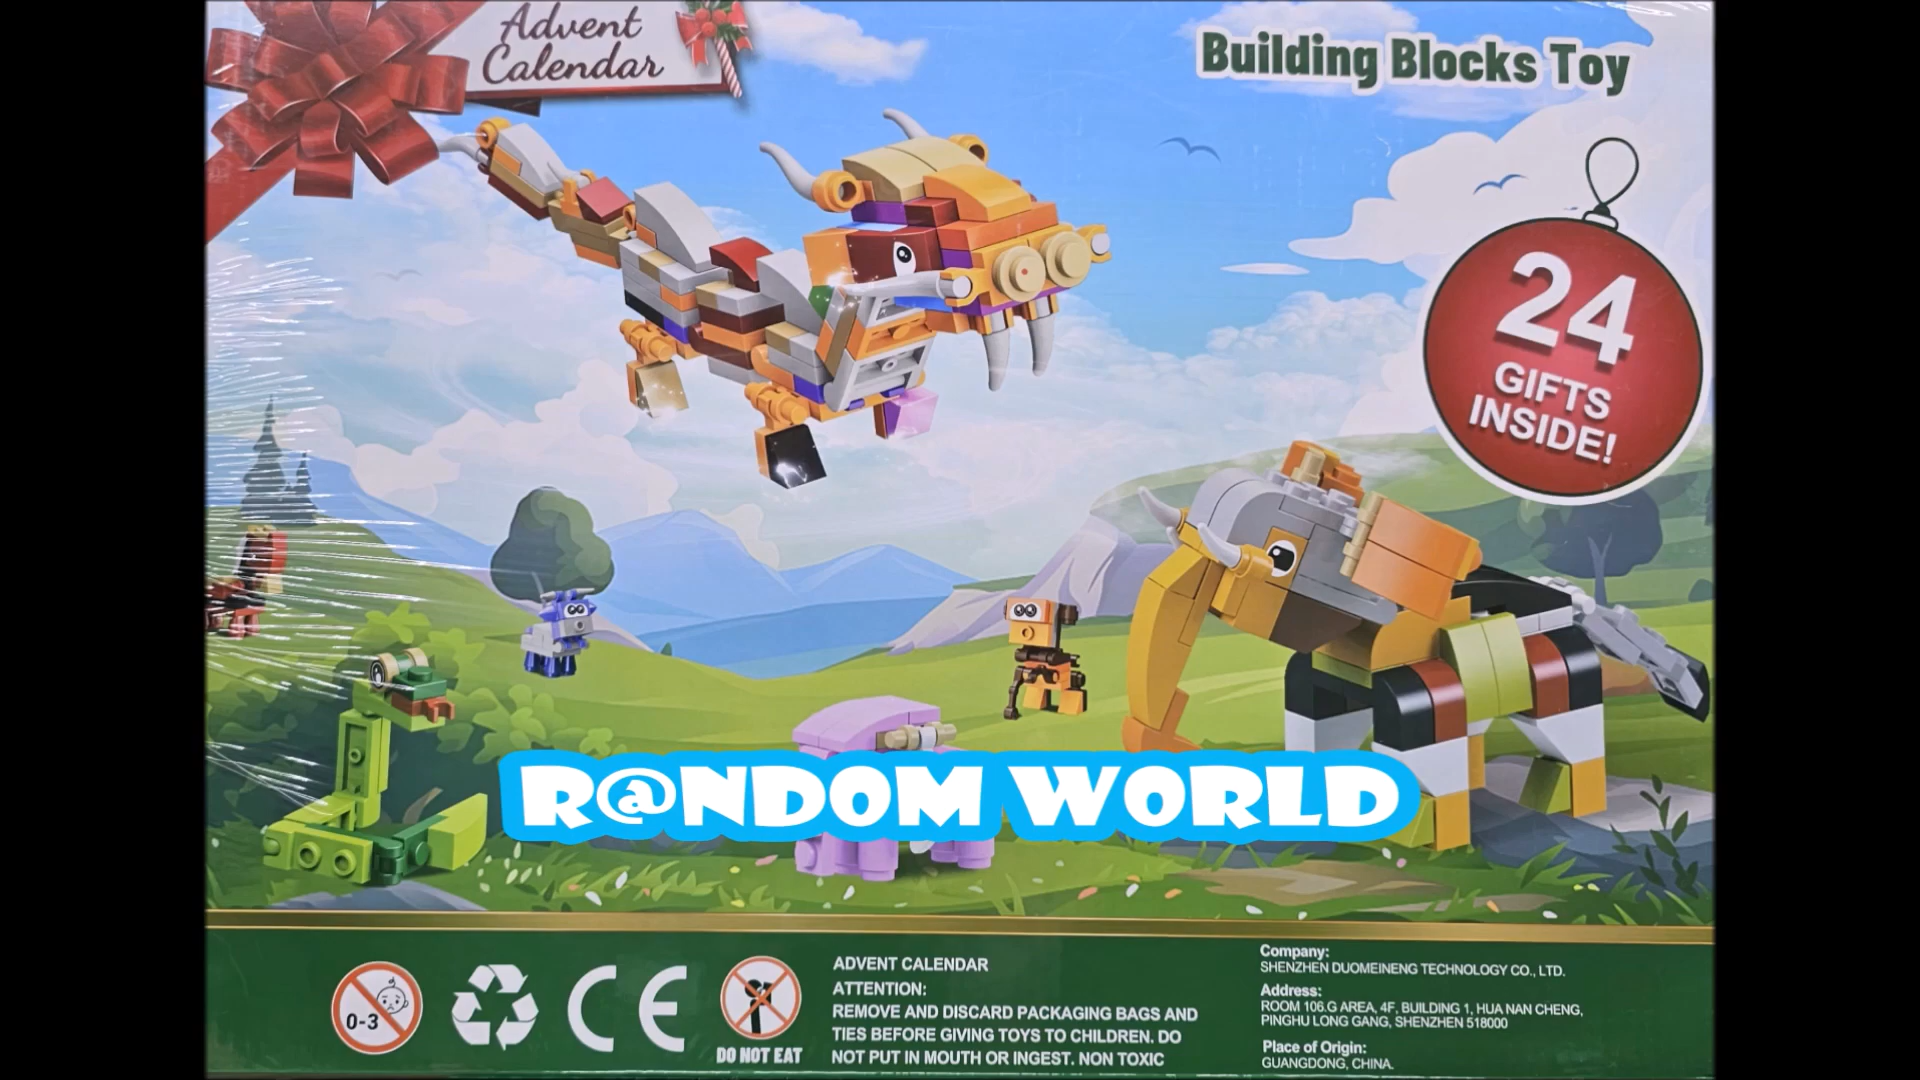 Advent
Calendar
Building Blocks Toy
24
GIFTS
INSIDE!
R@NDOM WORLD
0-3
CE
DO NOT EAT
ADVENT CALENDAR
ATTENTION:
REMOVE AND DISCARD PACKAGING BAGS AND
TIES BEFORE GIVING TOYS TO CHILDREN. DO
NOT PUT IN MOUTH OR INGEST. NON TOXIC
Company:
SHENZHEN DUOMEINENG TECHNOLOGY CO., LTD.
Address:
ROOM 106.G AREA, 4F, BUILDING 1, HUA NAN CHENG,
PINGHU LONG GANG, SHENZHEN 518000
Place of Origin:
GUANGDONG, CHINA.